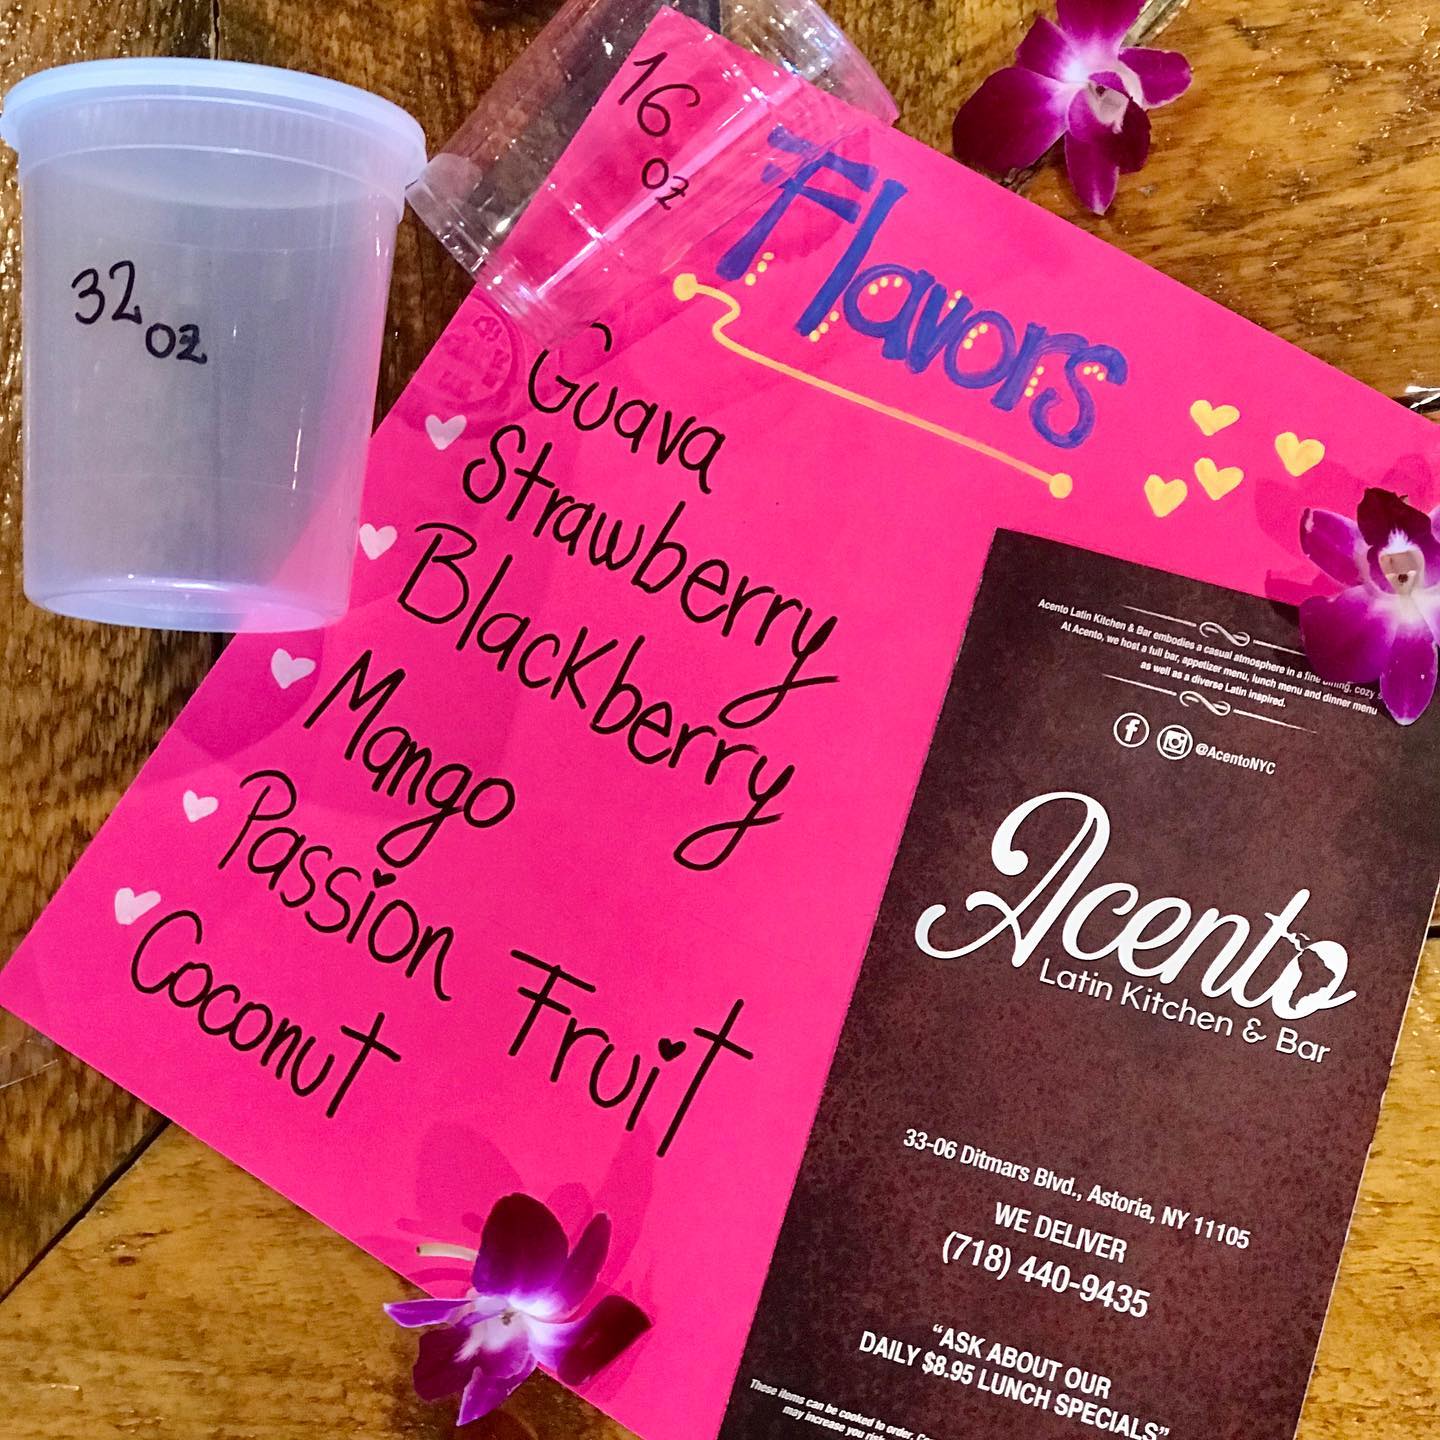 32 oz
16
oz
Flavors
Guava
Strawberry
Blackberry
Mango
Passion Fruit
Coconut
Acento Latin Kitchen & Bar embodies a casual atmosphere in a fine dining, cozy
At Acento, we host a full bar, appetizer menu, lunch menu and dinner menu
as well as a diverse Latin inspired.
@AcentoNYC
Acento
Latin Kitchen & Bar
33-06 Ditmars Blvd., Astoria, NY 11105
WE DELIVER
(718) 440-9435
“ASK ABOUT OUR
DAILY $8.95 LUNCH SPECIALS”
These items can be cooked to order.
may increase you